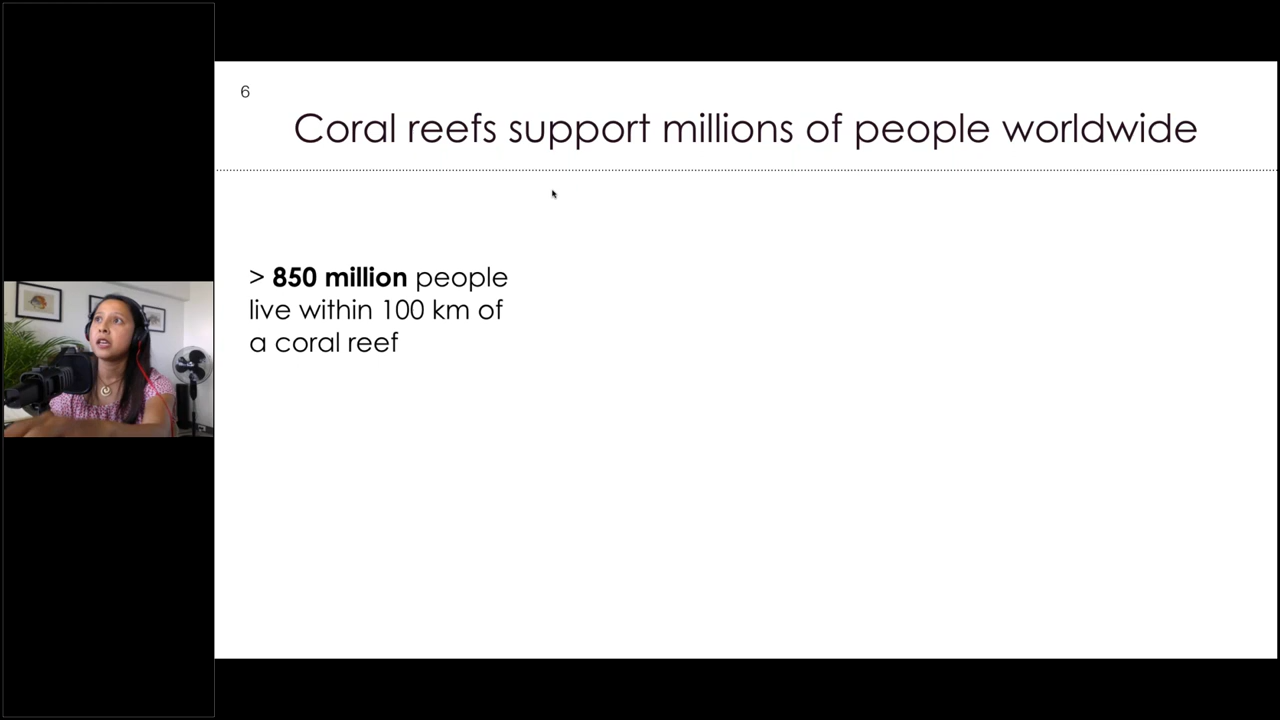 6
Coral reefs support millions of people worldwide
> 850 million people
live within 100 km of
a coral reef